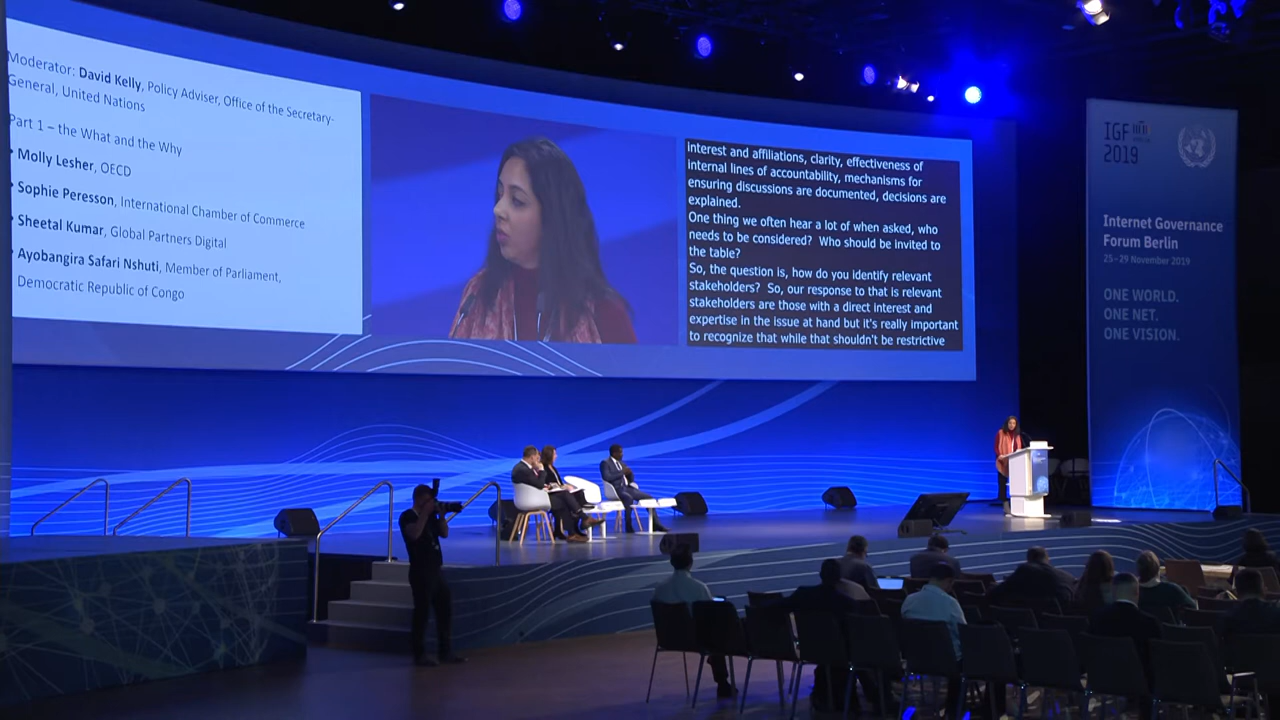 Moderator: David Kelly, Policy Adviser, Office of the Secretary-
General, United Nations
Part 1 – the What and the Why
• Molly Lesher, OECD
• Sophie Peresson, International Chamber of Commerce
• Sheetal Kumar, Global Partners Digital
• Ayobangira Safari Nshuti, Member of Parliament,
Democratic Republic of Congo
interest and affiliations, clarity, effectiveness of
internal lines of accountability, mechanisms for
ensuring discussions are documented, decisions are
explained.
One thing we often hear a lot of when asked, who
needs to be considered? Who should be invited to
the table?
So, the question is, how do you identify relevant
stakeholders? So, our response to that is relevant
stakeholders are those with a direct interest and
expertise in the issue at hand but it's really important
to recognize that while that shouldn't be restrictive
IGF
2019
Internet Governance
Forum Berlin
25 - 29 November 2019
ONE WORLD.
ONE NET.
ONE VISION.